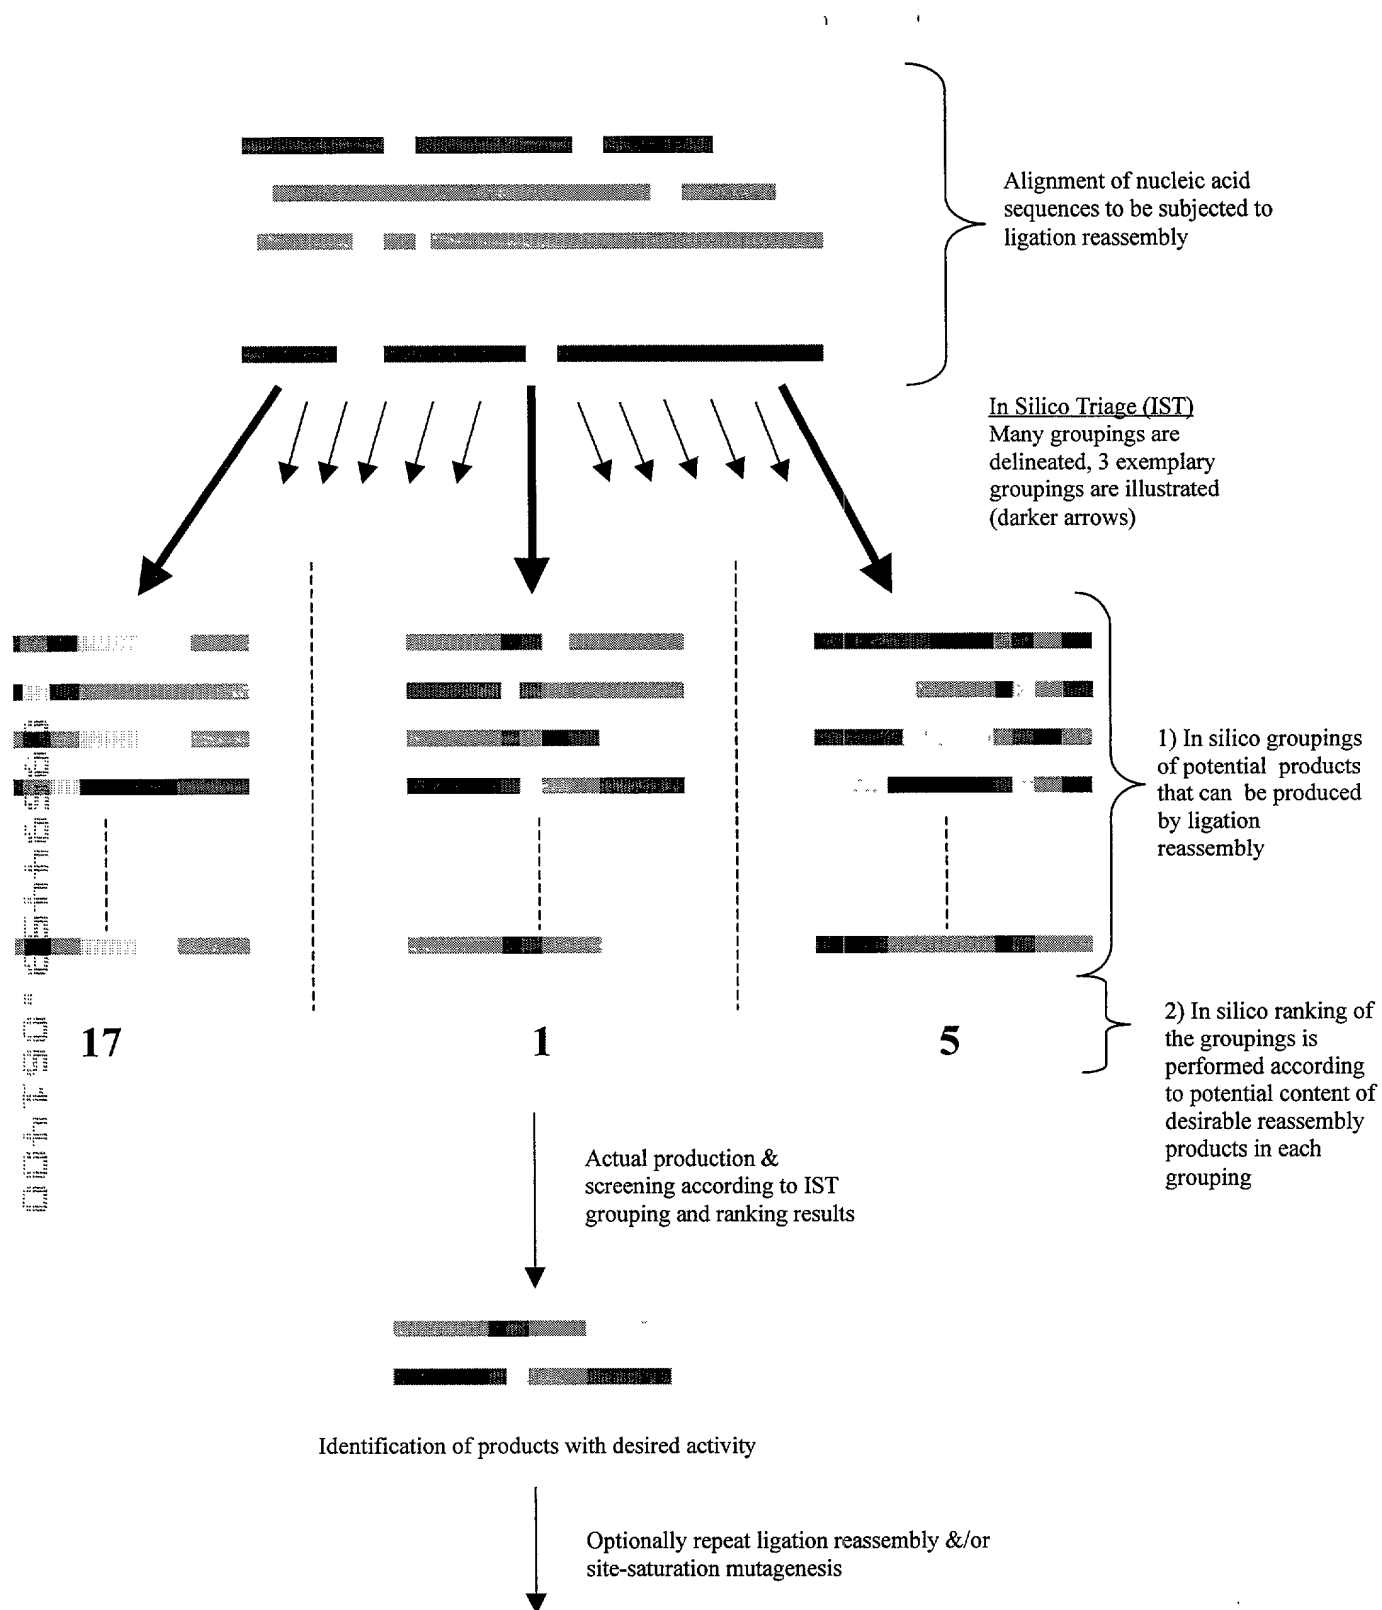 Alignment of nucleic acid
sequences to be subjected to
ligation reassembly
In Silico Triage (IST)
Many groupings are
delineated, 3 exemplary
groupings are illustrated
(darker arrows)
1) In silico groupings
of potential products
that can be produced
by ligation
reassembly
17
1
5
2) In silico ranking of
the groupings is
performed according
to potential content of
desirable reassembly
products in each
grouping
Actual production &
screening according to IST
grouping and ranking results
Identification of products with desired activity
Optionally repeat ligation reassembly &/or
site-saturation mutagenesis